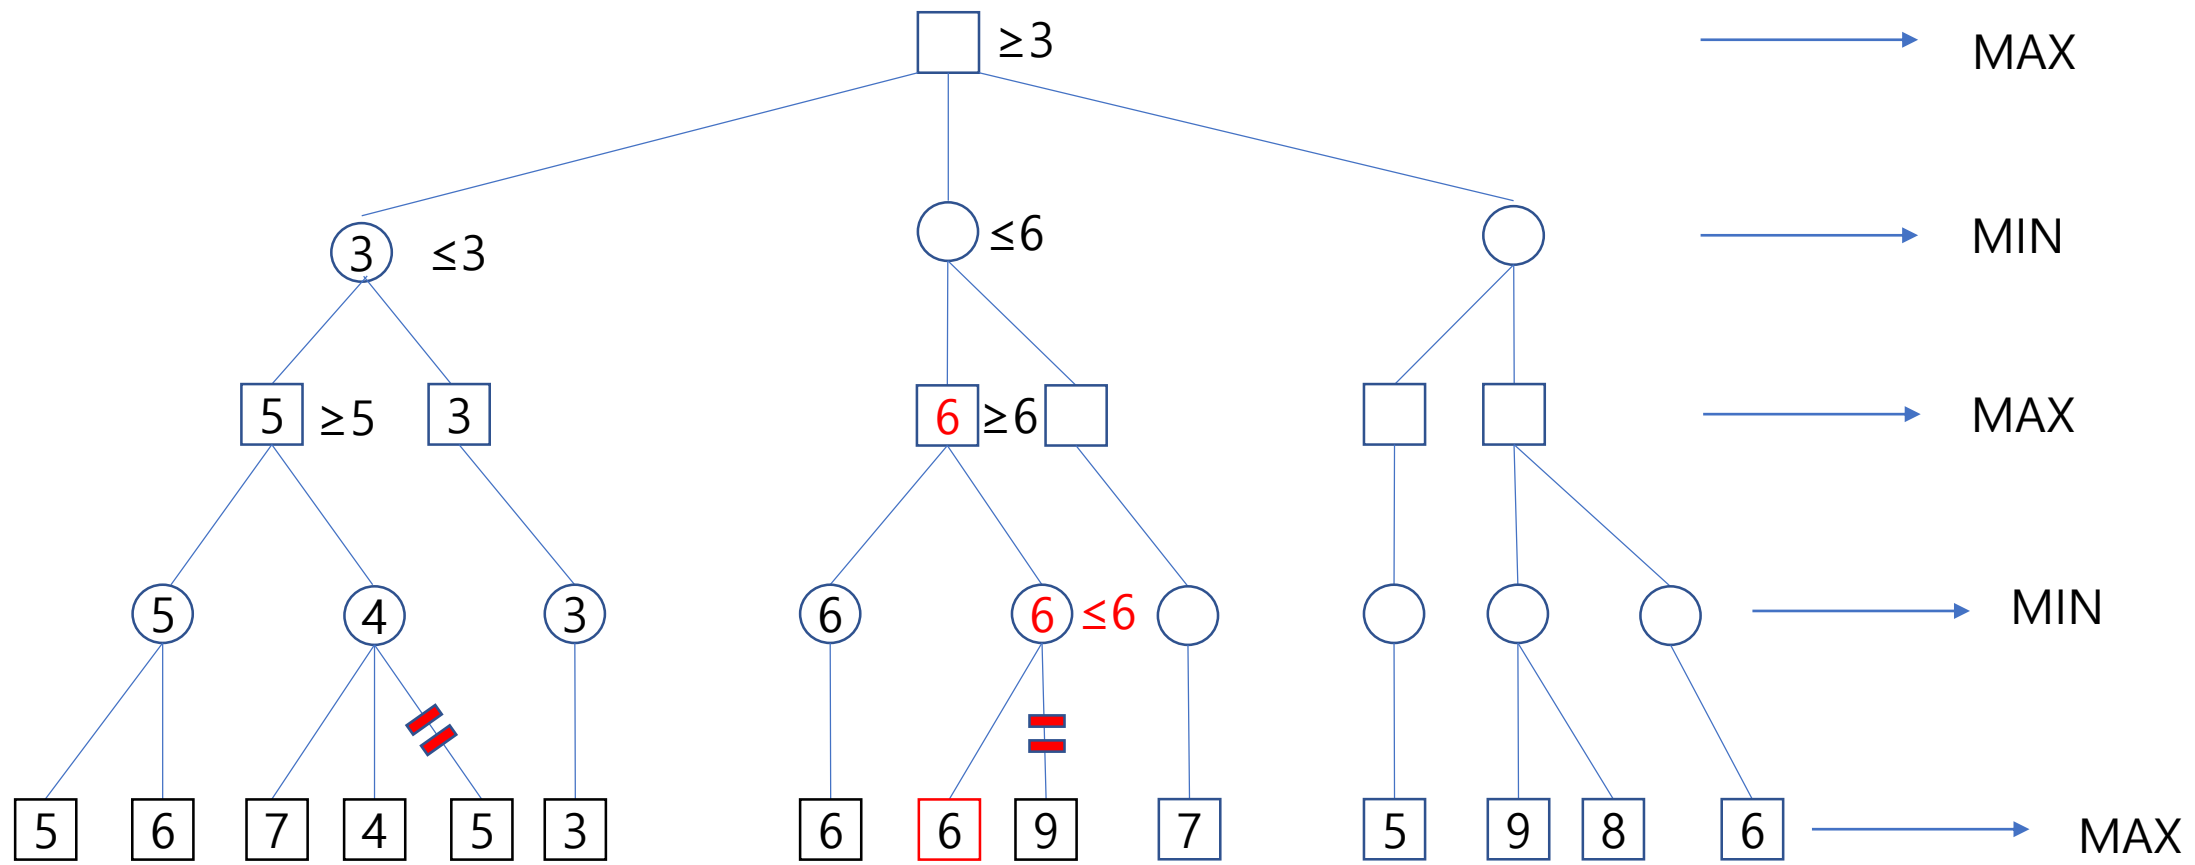 ≥3 MAX
3 ≤3 ≤6 MIN
5 ≥5 3 6 ≥6 MAX
5 4 3 6 6 ≤6 MIN
5 6 7 4 5 3 6 6 9 7 5 9 8 6 MAX